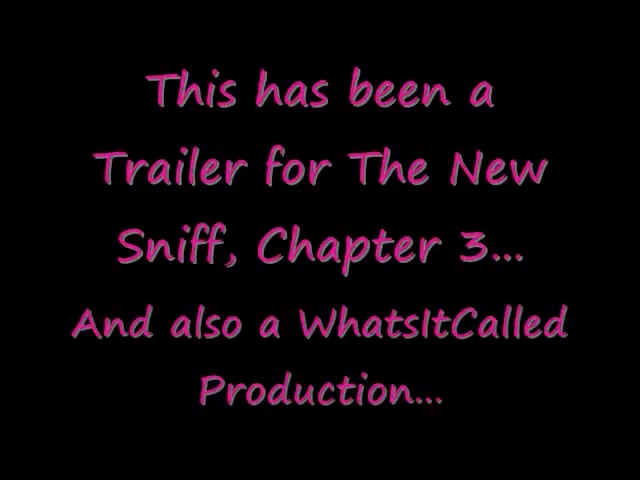 This has been a
Trailer for The New
Sniff, Chapter 3...
And also a WhatsItCalled
Production...